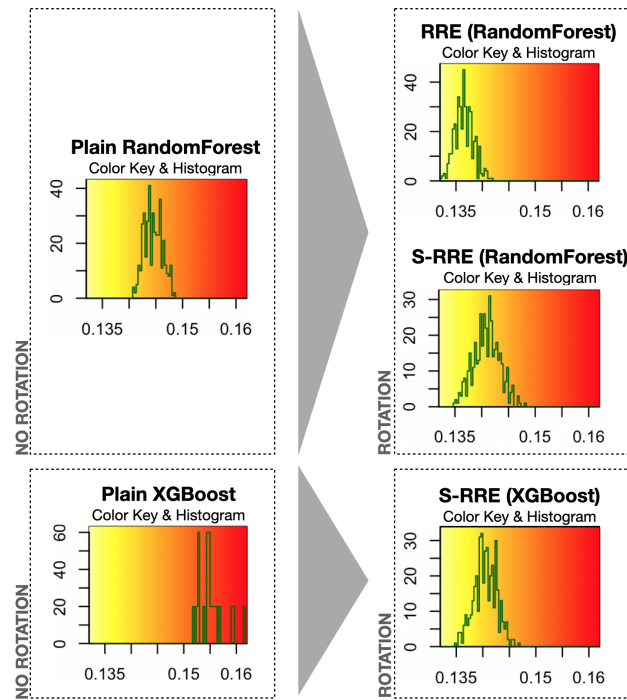 NO ROTATION
Plain RandomForest
Color Key & Histogram
40
20
0
0.135 0.15 0.16
ROTATION
RRE (RandomForest)
Color Key & Histogram
40
20
0
0.135 0.15 0.16
S-RRE (RandomForest)
Color Key & Histogram
30
20
10
0
0.135 0.15 0.16
NO ROTATION
Plain XGBoost
Color Key & Histogram
60
40
20
0
0.135 0.15 0.16
ROTATION
S-RRE (XGBoost)
Color Key & Histogram
30
20
10
0
0.135 0.15 0.16